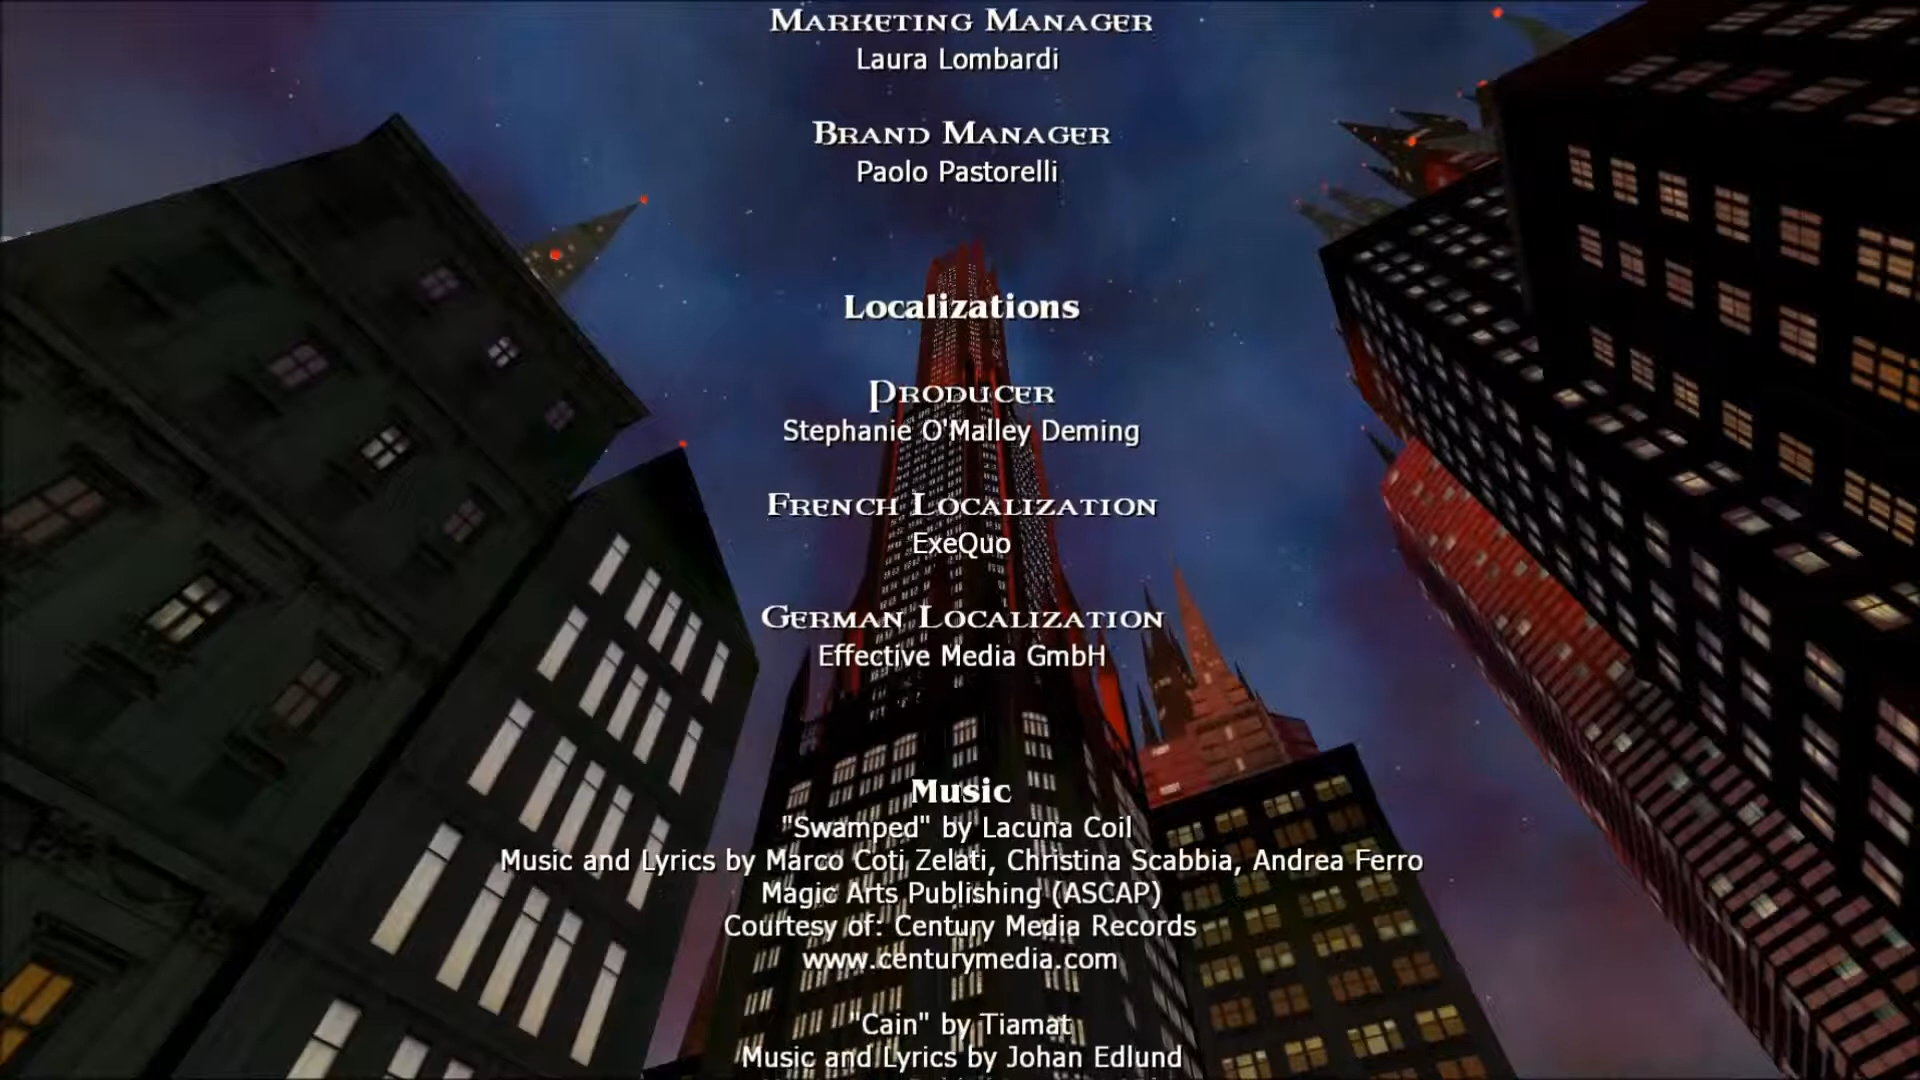 Marketing Manager
Laura Lombardi
Brand Manager
Paolo Pastorelli
Localizations
Producer
Stephanie O'Malley Deming
French Localization
ExeQuo
German Localization
Effective Media GmbH
Music
"Swamped" by Lacuna Coil
Music and Lyrics by Marco Coti Zelati, Christina Scabbia, Andrea Ferro
Magic Arts Publishing (ASCAP)
Courtesy of: Century Media Records
www.centurymedia.com
"Cain" by Tiamat
Music and Lyrics by Johan Edlund